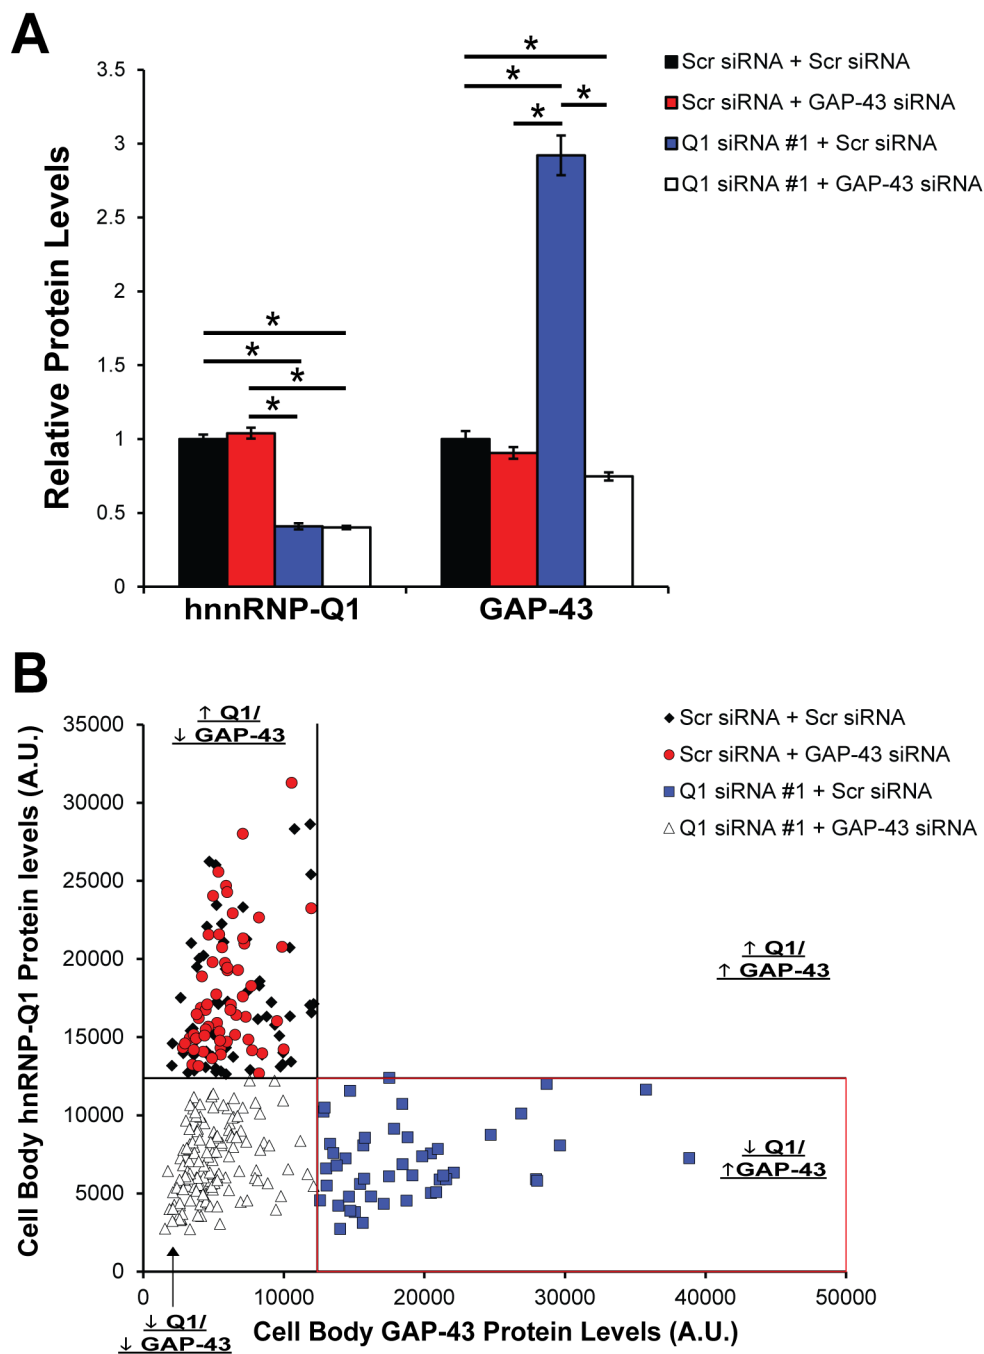 A
Relative Protein Levels
3.5
3
2.5
2
1.5
1
0.5
0
* * * *
* * * *
hnnRNP-Q1 GAP-43
Scr siRNA + Scr siRNA
Scr siRNA + GAP-43 siRNA
Q1 siRNA #1 + Scr siRNA
Q1 siRNA #1 + GAP-43 siRNA
B
Cell Body hnRNP-Q1 Protein levels (A.U.)
35000
30000
25000
20000
15000
10000
5000
0
↑ Q1/
↓ GAP-43
Scr siRNA + Scr siRNA
Scr siRNA + GAP-43 siRNA
Q1 siRNA #1 + Scr siRNA
Q1 siRNA #1 + GAP-43 siRNA
↑ Q1/
↑ GAP-43
↓ Q1/
↑GAP-43
0 10000 20000 30000 40000 50000
↓ Q1/
↓ GAP-43
Cell Body GAP-43 Protein Levels (A.U.)